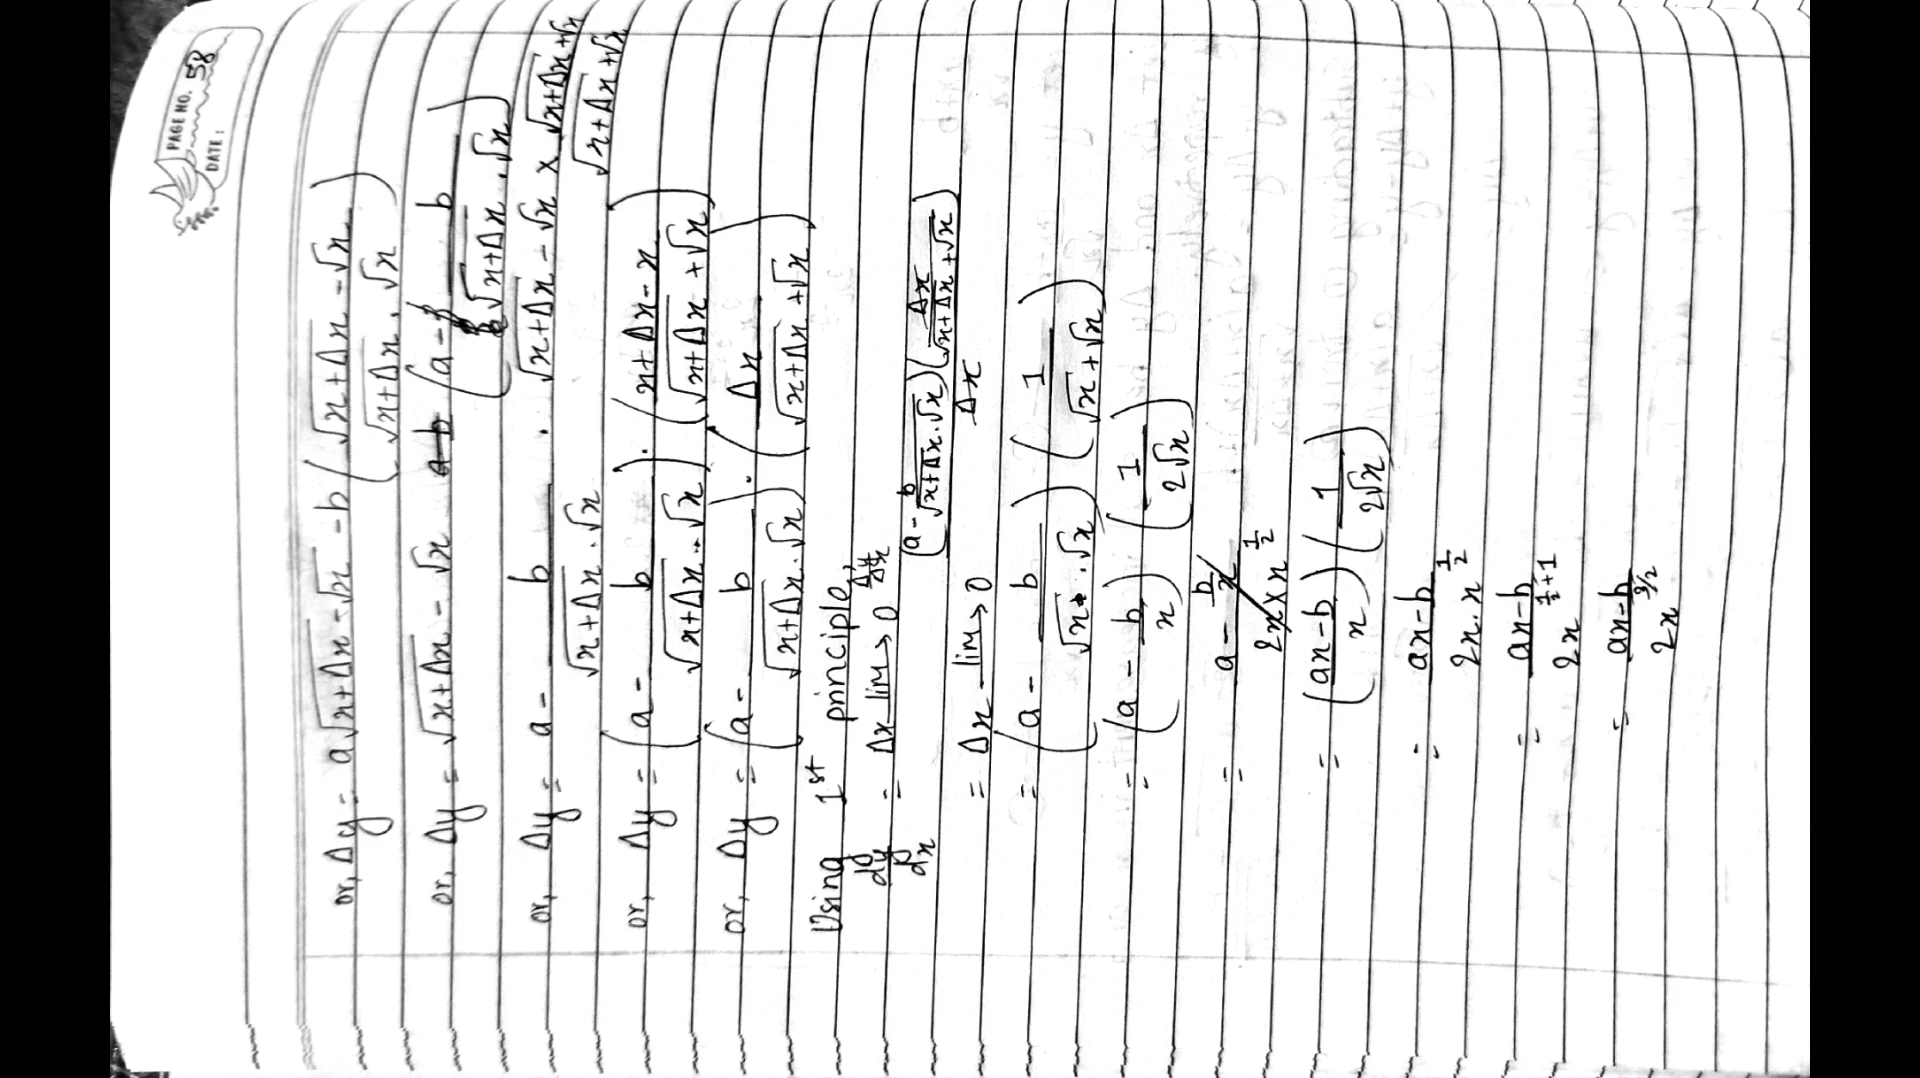 PAGE NO. 58
DATE:
or, Δy = a√x+Δx - √x - b (√x+Δx - √x / √x+Δx . √x)
or, Δy = √x+Δx - √x (a - b / √x+Δx . √x)
or, Δy = a - b / √x+Δx . √x . √x+Δx - √x × √x+Δx+√x / √x+Δx+√x
or, Δy = (a - b / √x+Δx . √x) . (x+Δx-x / √x+Δx +√x)
or, Δy = (a - b / √x+Δx . √x) . (Δx / √x+Δx +√x)
Using 1st principle,
dy/dx = Δx lim→0 Δy/Δx
= Δx lim→0 (a - b / √x+Δx . √x) (Δx / √x+Δx +√x) / Δx
= (a - b / √x . √x) (1 / √x+√x)
= (a - b/x) (1 / 2√x)
= a - b/x / 2x × x^1/2
= (ax-b / x) (1 / 2√x)
= ax-b / 2x . x^1/2
= ax-b / 2x^1/2+1
= ax-b / 2x^3/2